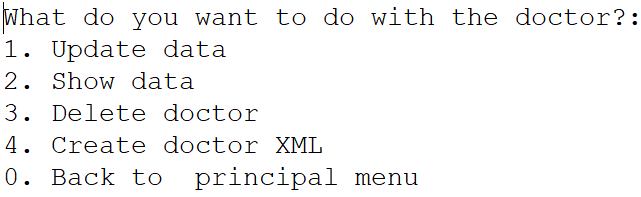 What do you want to do with the doctor?:
1. Update data
2. Show data
3. Delete doctor
4. Create doctor XML
0. Back to  principal menu